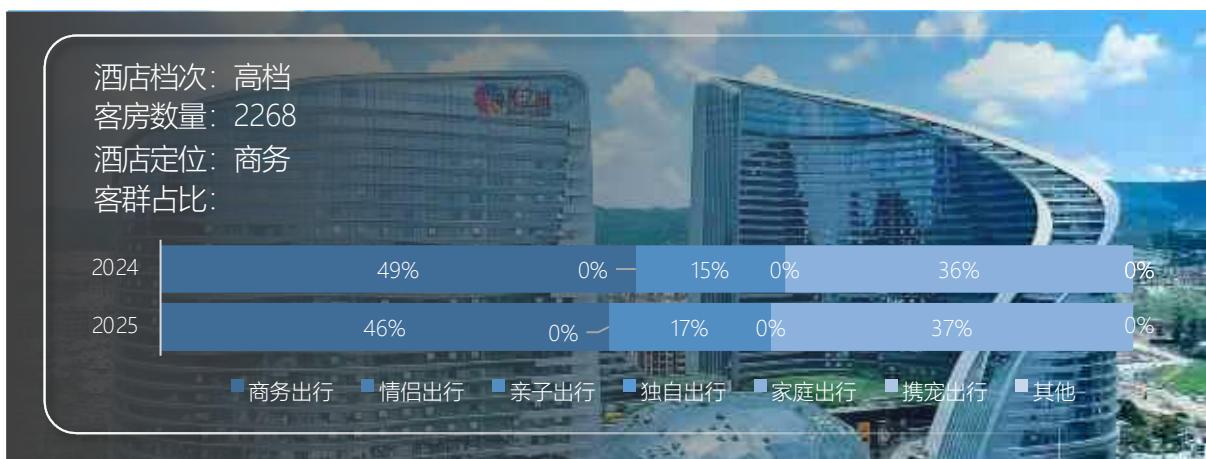 酒店档次：高档
客房数量：2268
酒店定位：商务
客群占比：
2024 49% 0% 15% 0% 36% 0% 0%
2025 46% 0% 17% 0% 37% 0%
商务出行 情侣出行 亲子出行 独自出行 家庭出行 携宠出行 其他